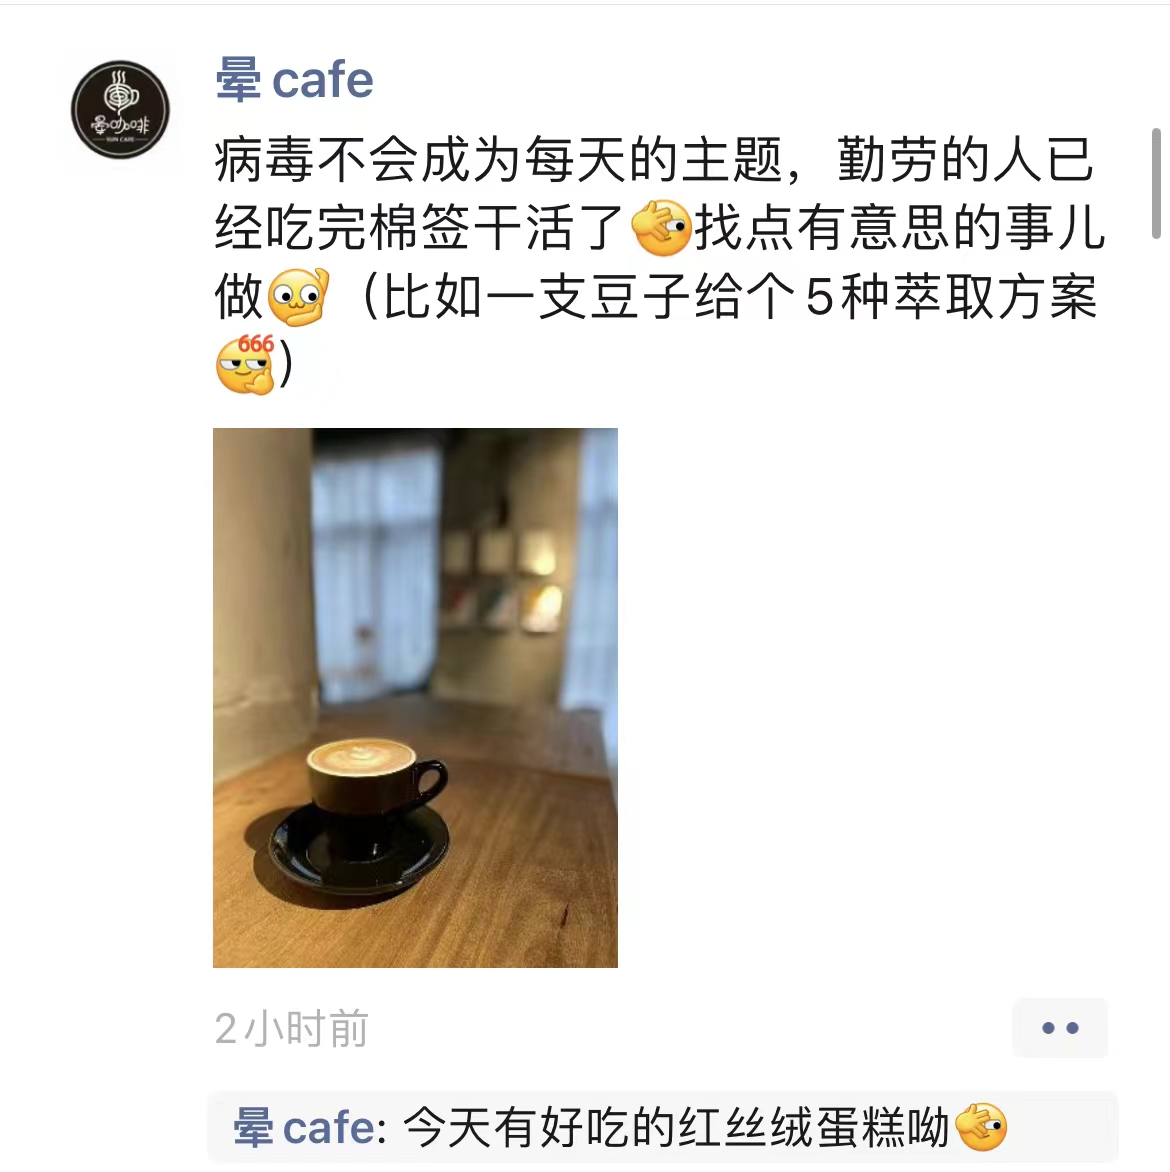 晕咖啡
YUN CAFE
晕 cafe
病毒不会成为每天的主题，勤劳的人已
经吃完棉签干活了找点有意思的事儿
做（比如一支豆子给个5种萃取方案
666）
2小时前
晕 cafe: 今天有好吃的红丝绒蛋糕呦